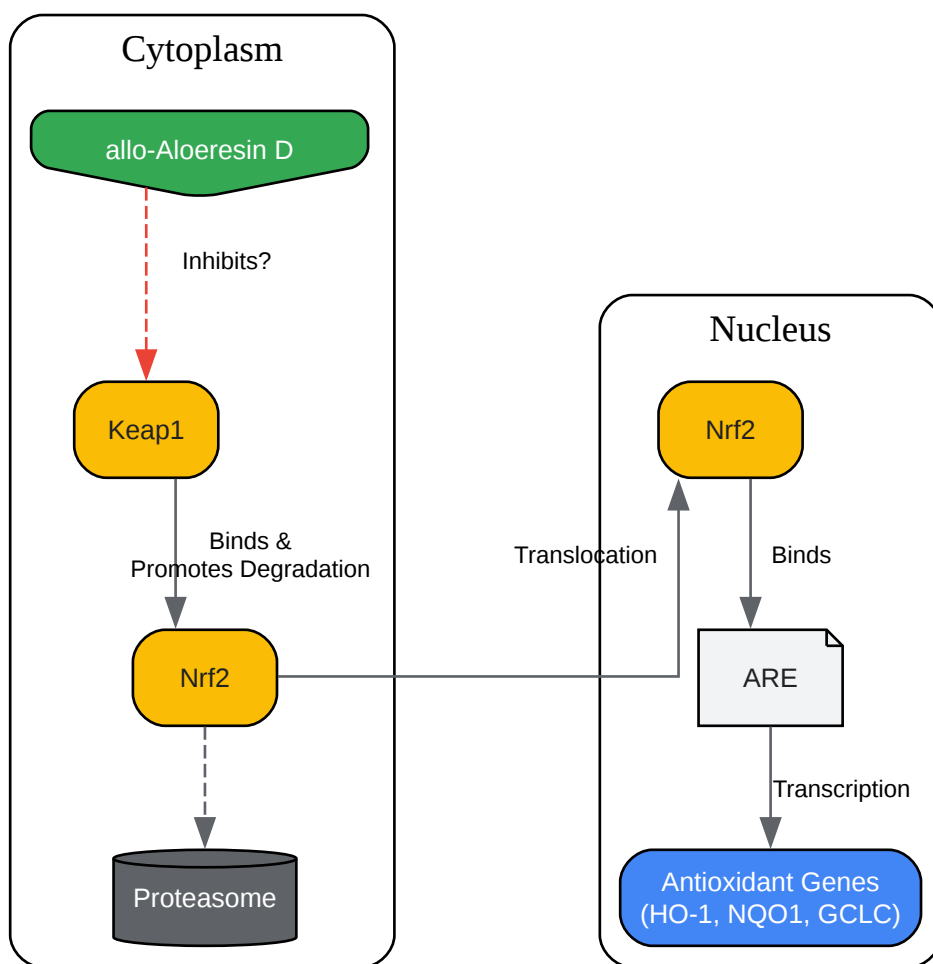 Cytoplasm
allo-Aloeresin D
Inhibits?
Keap1
Binds &
Promotes Degradation
Nrf2
Proteasome
Translocation
Nucleus
Nrf2
Binds
ARE
Transcription
Antioxidant Genes
(HO-1, NQO1, GCLC)